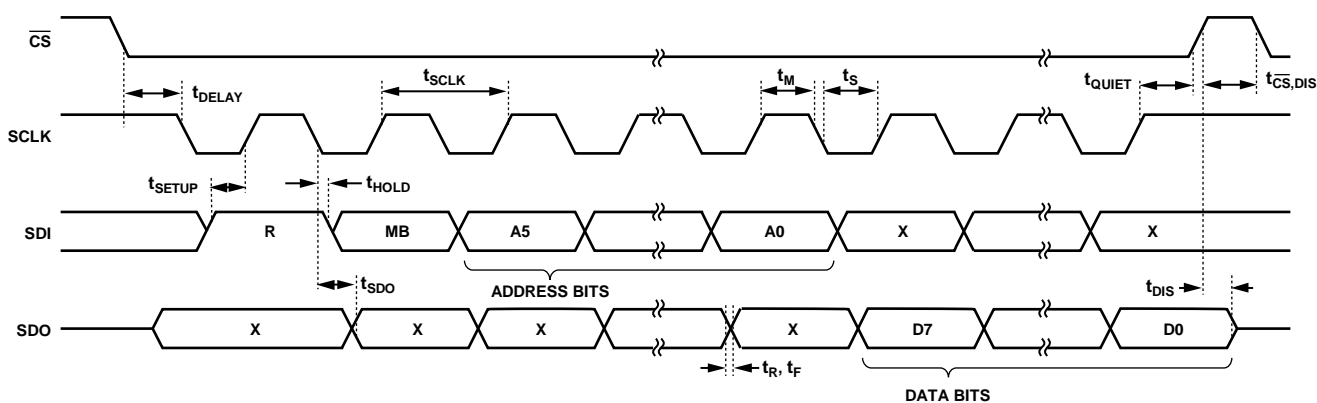 CS
tDELAY
tSCLK
tM
tS
tQUIET
tCS,DIS
SCLK
tSETUP
tHOLD
SDI
R
MB
A5
A0
X
X
ADDRESS BITS
tSDO
tDIS
SDO
X
X
X
X
D7
D0
tR, tF
DATA BITS